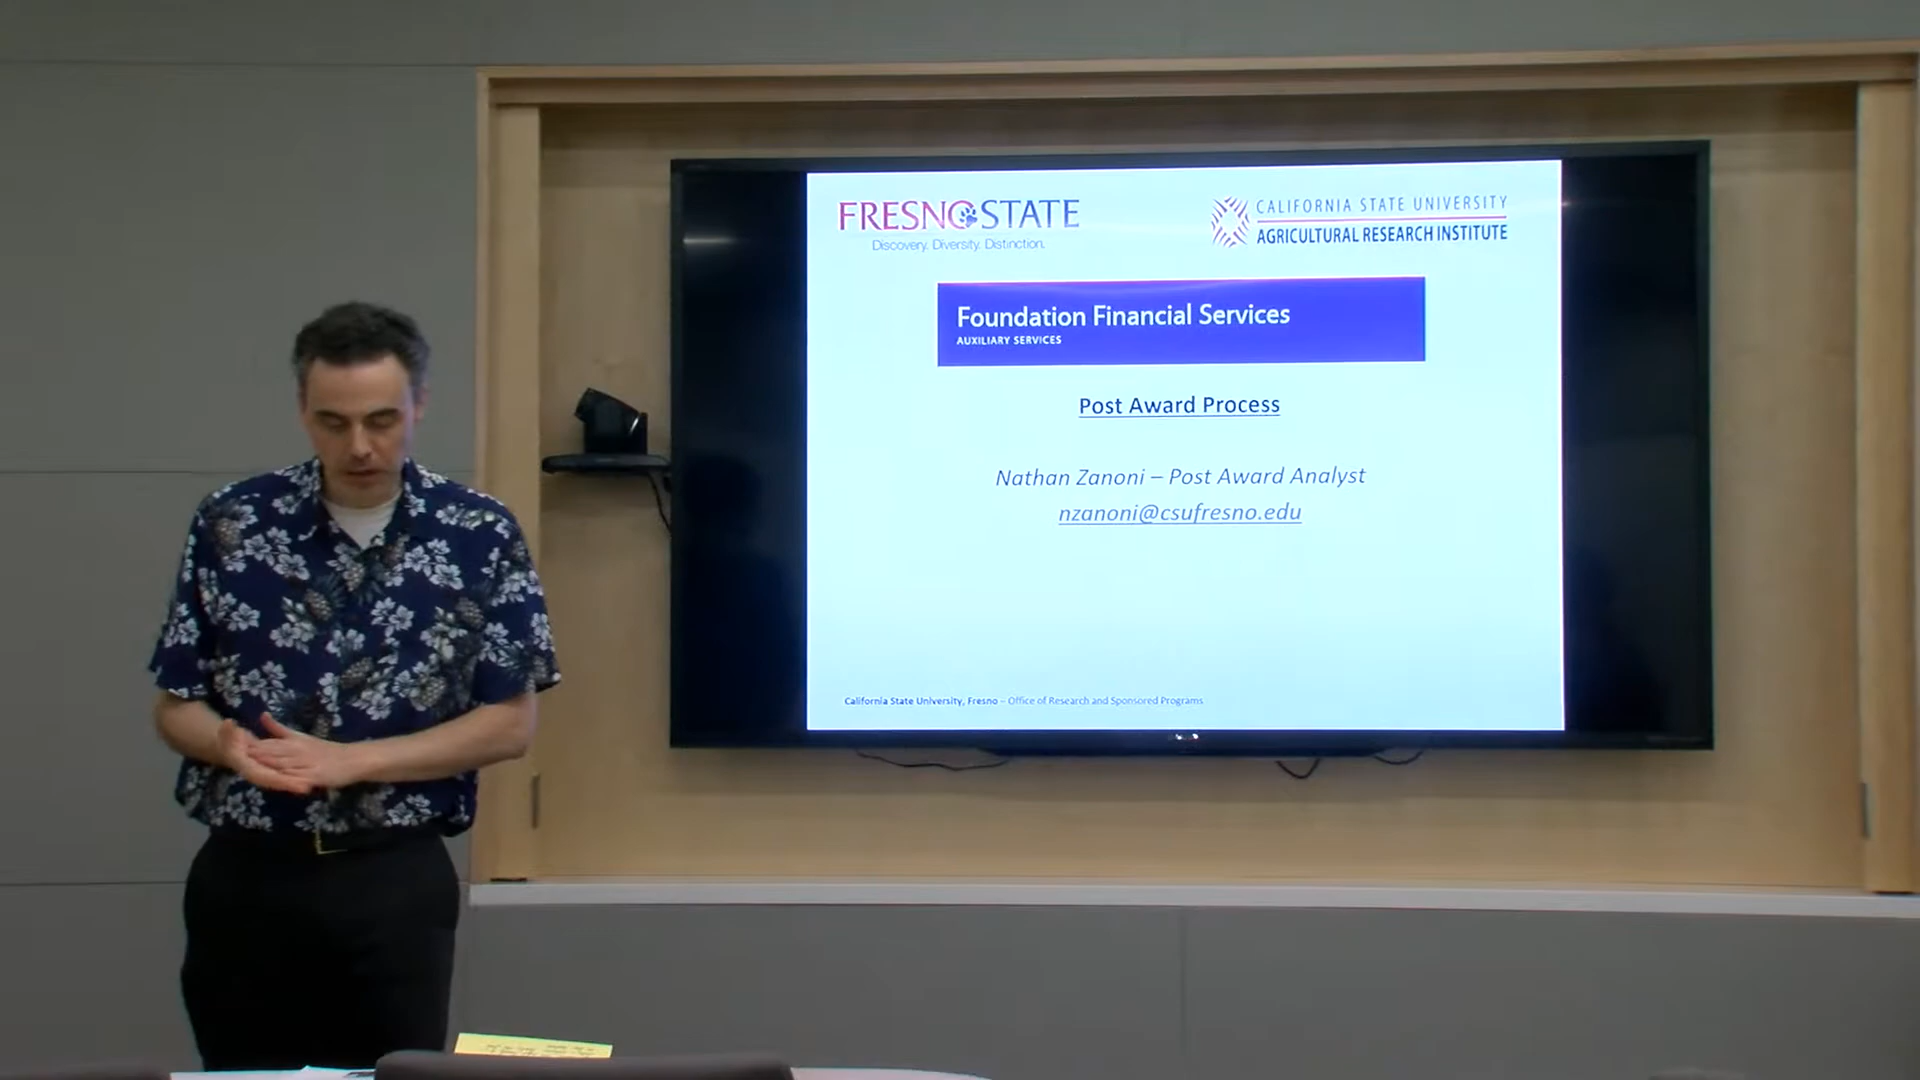 FRESNO STATE
Discovery. Diversity. Distinction.
CALIFORNIA STATE UNIVERSITY
AGRICULTURAL RESEARCH INSTITUTE
Foundation Financial Services
AUXILIARY SERVICES
Post Award Process
Nathan Zanoni – Post Award Analyst
nzanoni@csufresno.edu
California State University, Fresno – Office of Research and Sponsored Programs